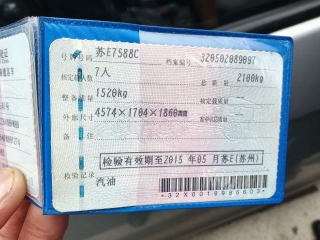 号牌号码 苏E7588C 档案编号 320502089097
核定载人数 7人 总质量 2100kg
整备质量 1520kg 核定载质量
外廓尺寸 4574×1704×1860mm 准牵引总质量
备注
检验有效期至2015年05月苏E(苏州)
检验记录
汽油